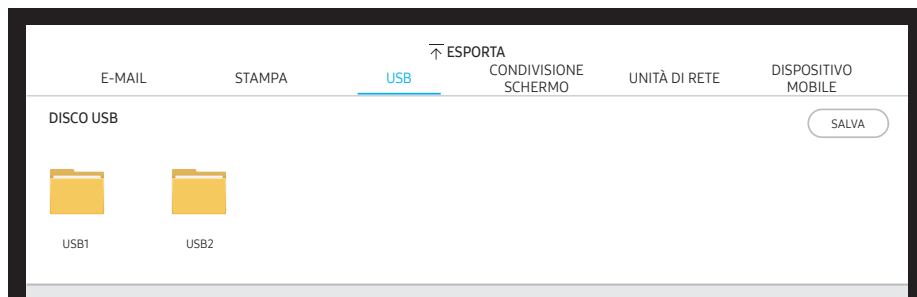 ESPORTA
E-MAIL
STAMPA
USB
CONDIVISIONE
SCHERMO
UNITÀ DI RETE
DISPOSITIVO
MOBILE
DISCO USB
SALVA
USB1
USB2